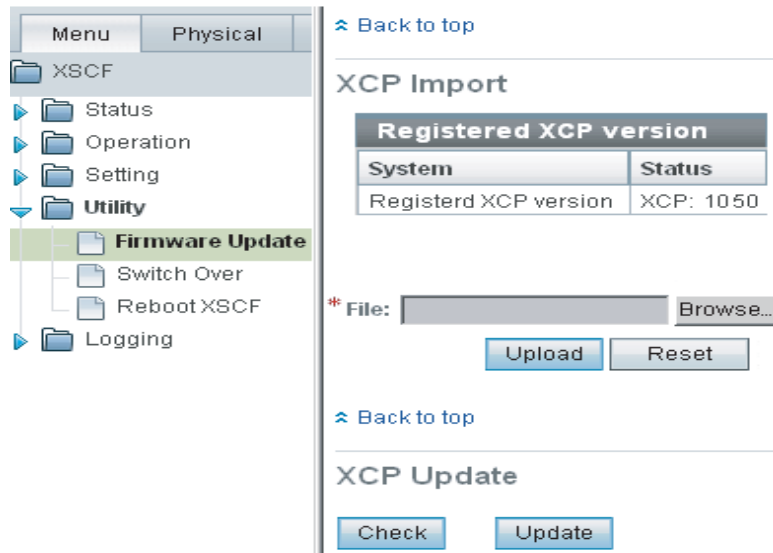 Menu
Physical
XSCF
Status
Operation
Setting
Utility
Firmware Update
Switch Over
Reboot XSCF
Logging
Back to top
XCP Import
Registered XCP version
System Status
Registerd XCP version XCP: 1050
* File: Browse...
Upload Reset
Back to top
XCP Update
Check Update